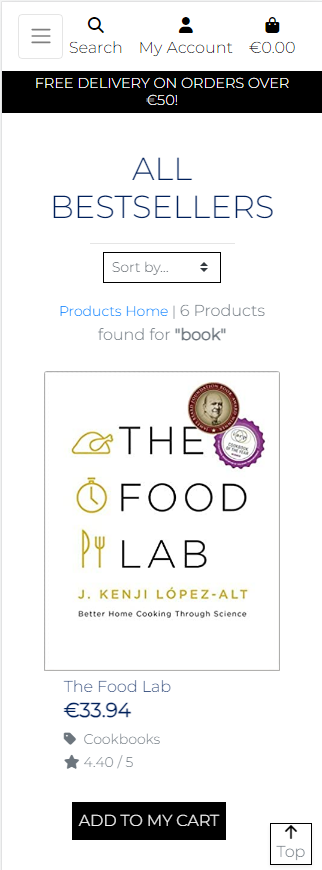 Search
My Account
€0.00
FREE DELIVERY ON ORDERS OVER
€50!
ALL
BESTSELLERS
Sort by...
Products Home | 6 Products
found for "book"
THE
FOOD
LAB
J. KENJI LÓPEZ-ALT
Better Home Cooking Through Science
The Food Lab
€33.94
Cookbooks
4.40 / 5
ADD TO MY CART
Top